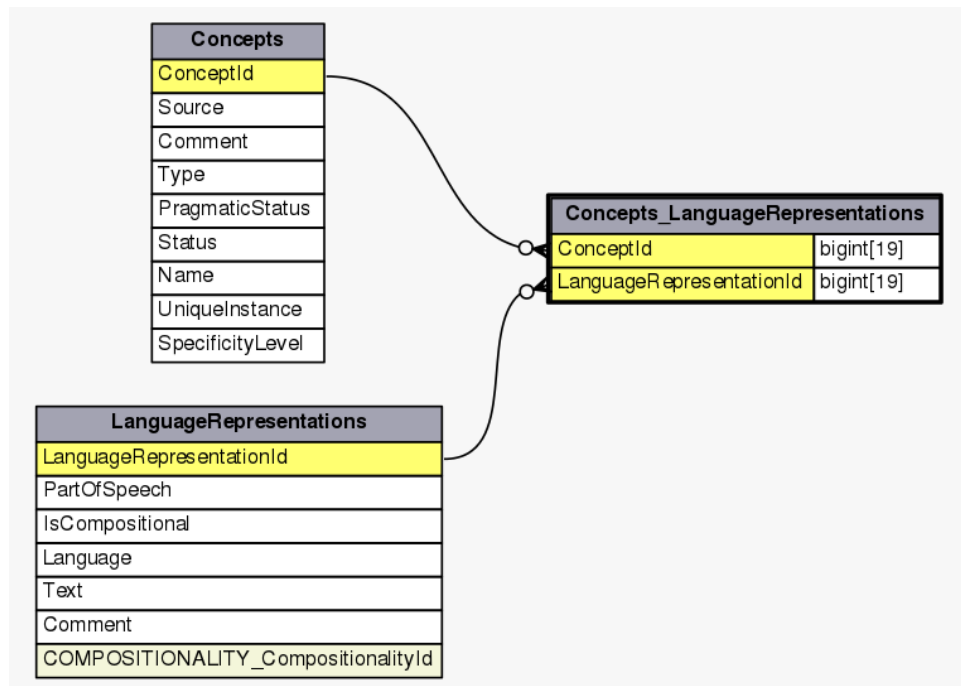 Concepts
ConceptId
Source
Comment
Type
PragmaticStatus
Status
Name
UniqueInstance
SpecificityLevel
Concepts_LanguageRepresentations
ConceptId bigint[19]
LanguageRepresentationId bigint[19]
LanguageRepresentations
LanguageRepresentationId
PartOfSpeech
IsCompositional
Language
Text
Comment
COMPOSITIONALITY_CompositionalityId